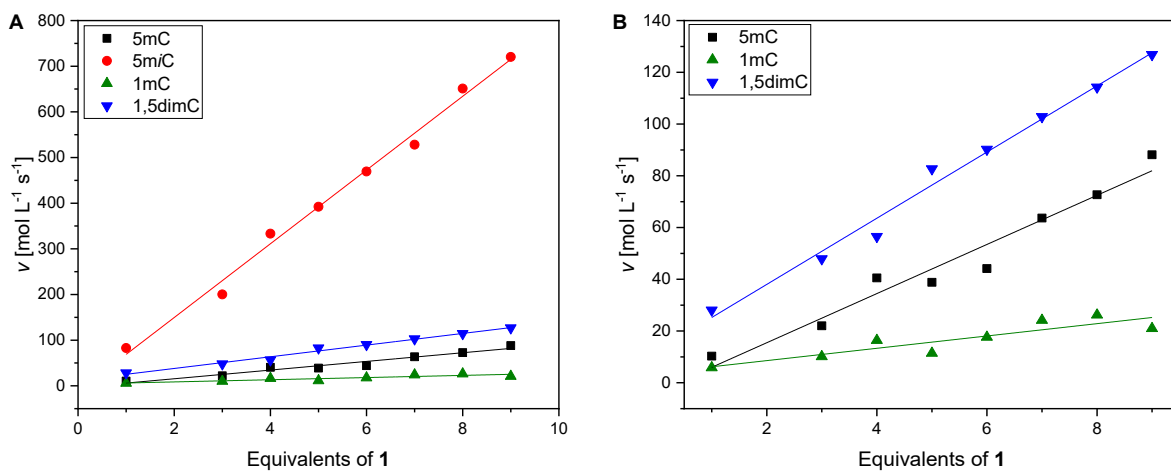 A
800
700
600
500
400
300
200
100
0
v [mol L⁻¹ s⁻¹]
5mC
5miC
1mC
1,5dimC
0
2
4
6
8
10
Equivalents of 1
B
140
120
100
80
60
40
20
0
v [mol L⁻¹ s⁻¹]
5mC
1mC
1,5dimC
2
4
6
8
Equivalents of 1